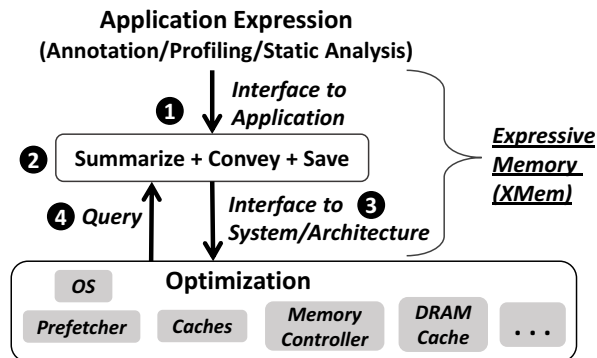 Application Expression
(Annotation/Profiling/Static Analysis)
1
Interface to
Application
2
Summarize + Convey + Save
Expressive
Memory
(XMem)
4
Query
Interface to
3
System/Architecture
Optimization
OS
Prefetcher
Caches
Memory
Controller
DRAM
Cache
...